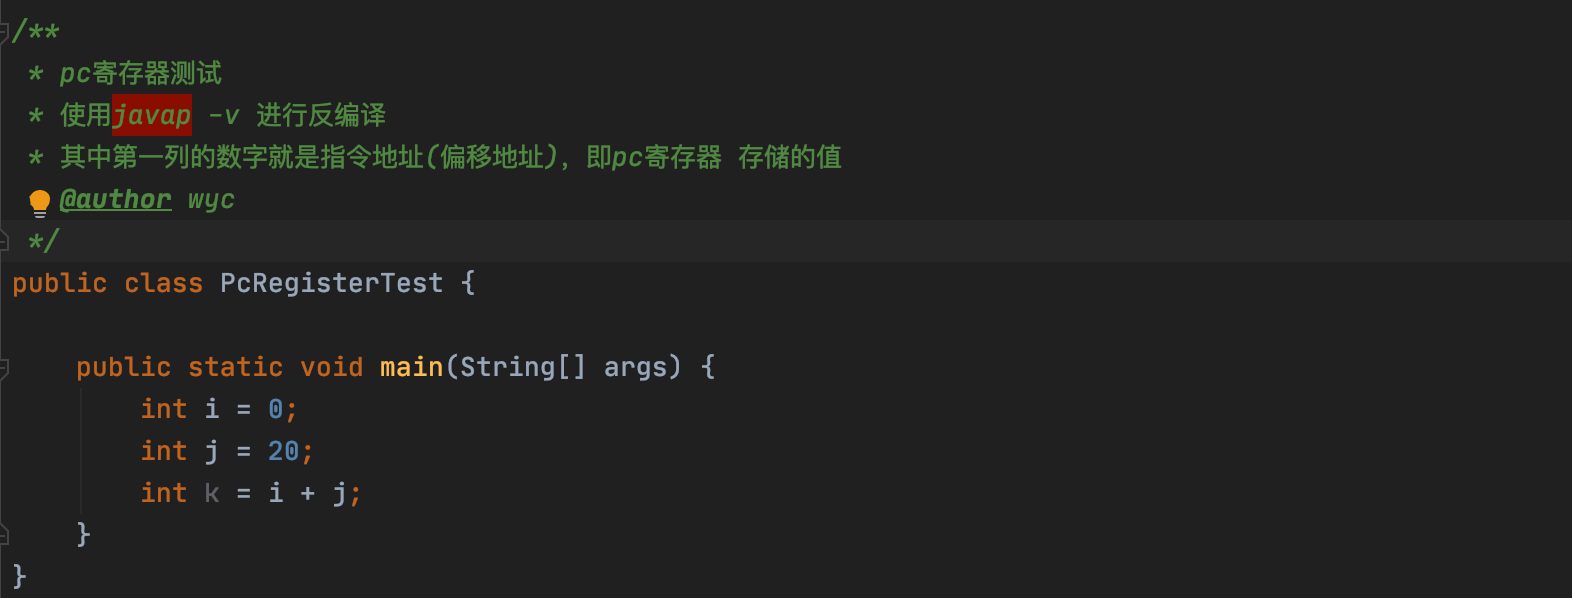 /**
 * pc寄存器测试
 * 使用javap -v 进行反编译
 * 其中第一列的数字就是指令地址(偏移地址), 即pc寄存器 存储的值
 @author wyc
 */
public class PcRegisterTest {
    public static void main(String[] args) {
        int i = 0;
        int j = 20;
        int k = i + j;
    }
}